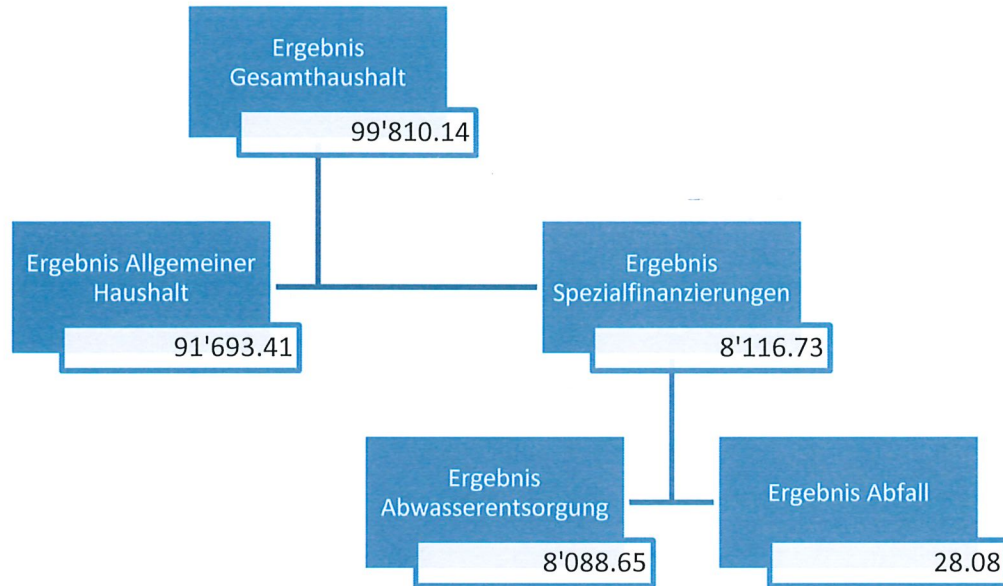 Ergebnis
Gesamthaushalt
99'810.14
Ergebnis Allgemeiner
Haushalt
91'693.41
Ergebnis
Spezialfinanzierungen
8'116.73
Ergebnis
Abwasserentsorgung
8'088.65
Ergebnis Abfall
28.08